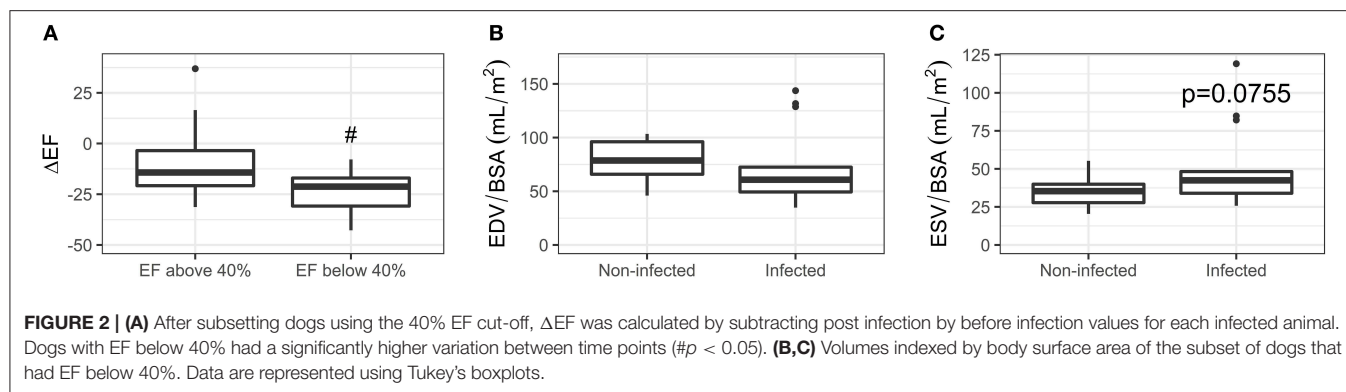 A
B
C
ΔEF
25
0
-25
-50
#
EF above 40%
EF below 40%
EDV/BSA (mL/m²)
150
100
50
0
Non-infected
Infected
ESV/BSA (mL/m²)
125
100
75
50
25
0
p=0.0755
Non-infected
Infected
FIGURE 2 | (A) After subsetting dogs using the 40% EF cut-off, ΔEF was calculated by subtracting post infection by before infection values for each infected animal.
Dogs with EF below 40% had a significantly higher variation between time points (#p < 0.05). (B,C) Volumes indexed by body surface area of the subset of dogs that
had EF below 40%. Data are represented using Tukey's boxplots.